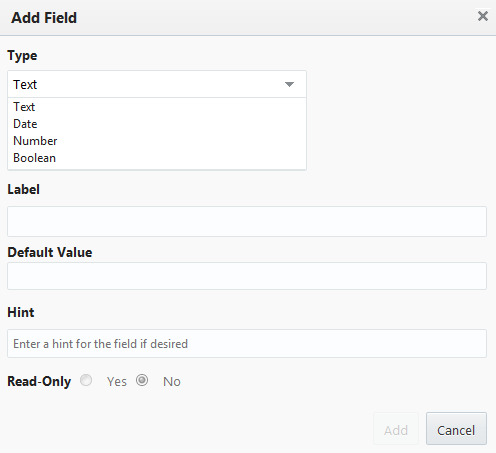 Add Field
Type
Text
Text
Date
Number
Boolean
Label
Default Value
Hint
Enter a hint for the field if desired
Read-Only Yes No
Add Cancel